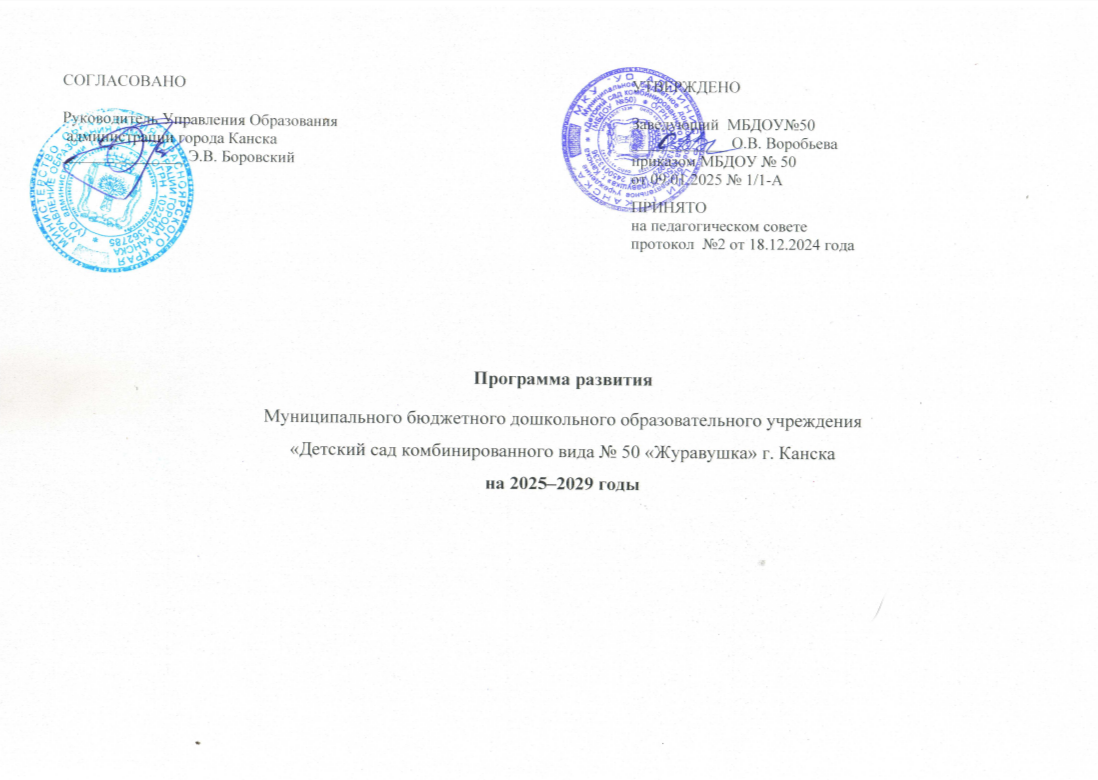 СОГЛАСОВАНО
Руководитель Управления Образования
администрации города Канска
Э.В. Боровский
УТВЕРЖДЕНО
Заведующий МБДОУ№50
О.В. Воробьева
приказом МБДОУ № 50
от 09.01.2025 № 1/1-А
ПРИНЯТО
на педагогическом совете
протокол №2 от 18.12.2024 года
Программа развития
Муниципального бюджетного дошкольного образовательного учреждения
«Детский сад комбинированного вида № 50 «Журавушка» г. Канска
на 2025–2029 годы